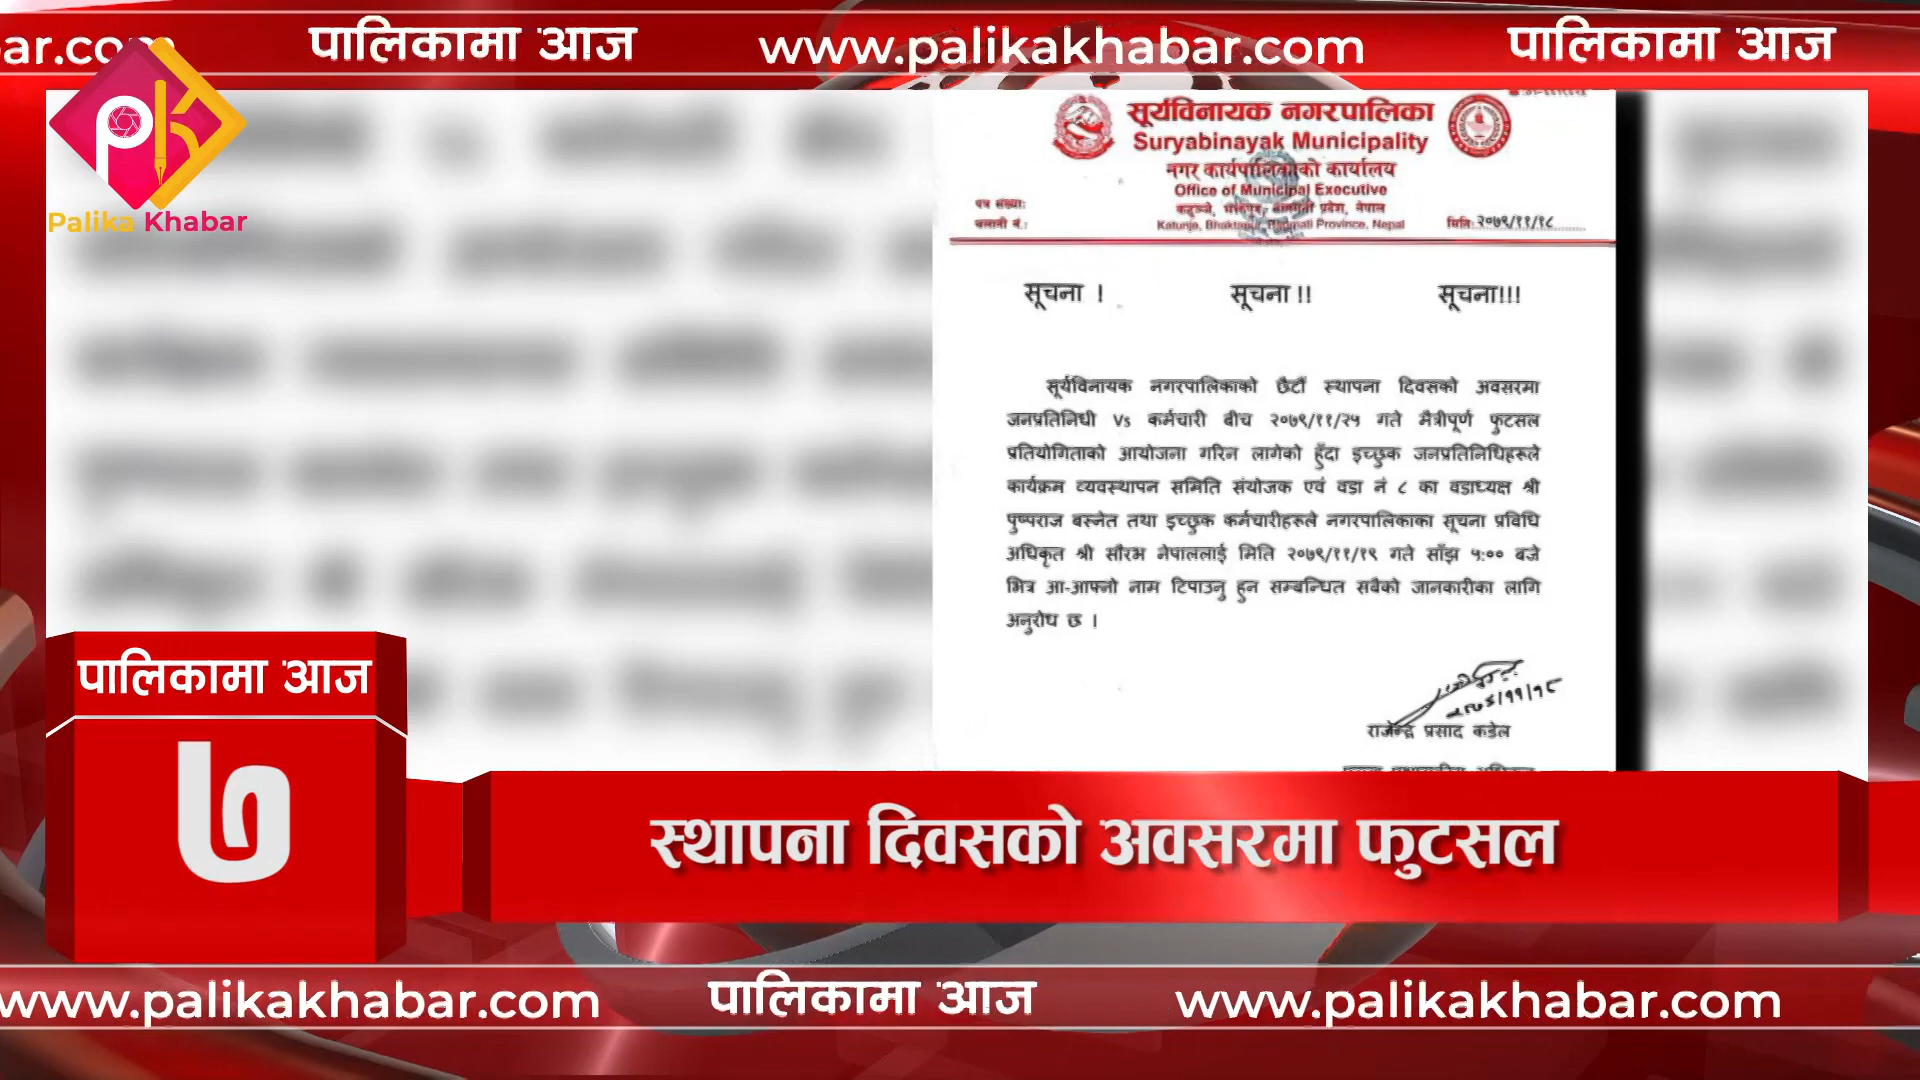 पालिकामा आज www.palikakhabar.com पालिकामा आज
Palika Khabar
सूर्यविनायक नगरपालिका
Suryabinayak Municipality
नगर कार्यपालिकाको कार्यालय
Office of Municipal Executive
कटुञ्जे, भक्तपुर, बागमती प्रदेश, नेपाल
Katunje, Bhaktapur, Bagmati Province, Nepal
पत्र संख्या:
चलानी नं.:
मिति: २०७९/११/१८
सूचना ! सूचना !! सूचना!!!
सूर्यविनायक नगरपालिकाको छैटौं स्थापना दिवसको अवसरमा
जनप्रतिनिधी Vs कर्मचारी बीच २०७९/११/२५ गते मैत्रीपूर्ण फुटसल
प्रतियोगिताको आयोजना गरिन लागेको हुँदा इच्छुक जनप्रतिनिधिहरूले
कार्यक्रम व्यवस्थापन समिति संयोजक एवं वडा नं ८ का वडाध्यक्ष श्री
पुष्पराज बस्नेत तथा इच्छुक कर्मचारीहरूले नगरपालिकाका सूचना प्रविधि
अधिकृत श्री सौरभ नेपाललाई मिति २०७९/११/१९ गते साँझ ५:०० बजे
भित्र आ-आफ्नो नाम टिपाउनु हुन सम्बन्धित सबैको जानकारीका लागि
अनुरोध छ ।
राजेन्द्र प्रसाद कडेल
पालिकामा आज
७
स्थापना दिवसको अवसरमा फुटसल
www.palikakhabar.com पालिकामा आज www.palikakhabar.com